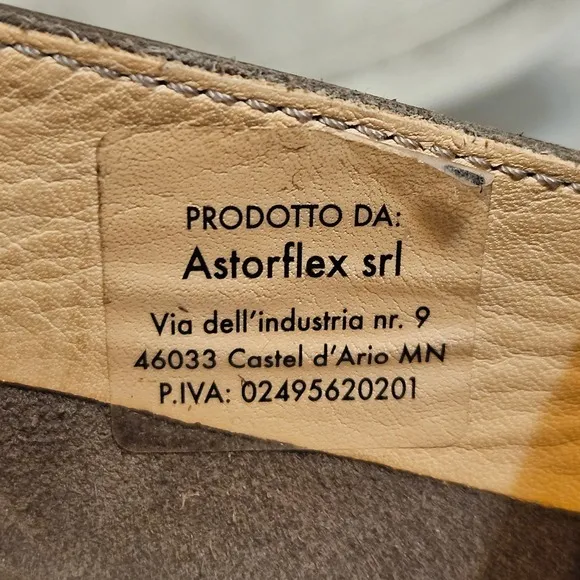 PRODOTTO DA:
Astorflex srl
Via dell'industria nr. 9
46033 Castel d'Ario MN
P.IVA: 02495620201